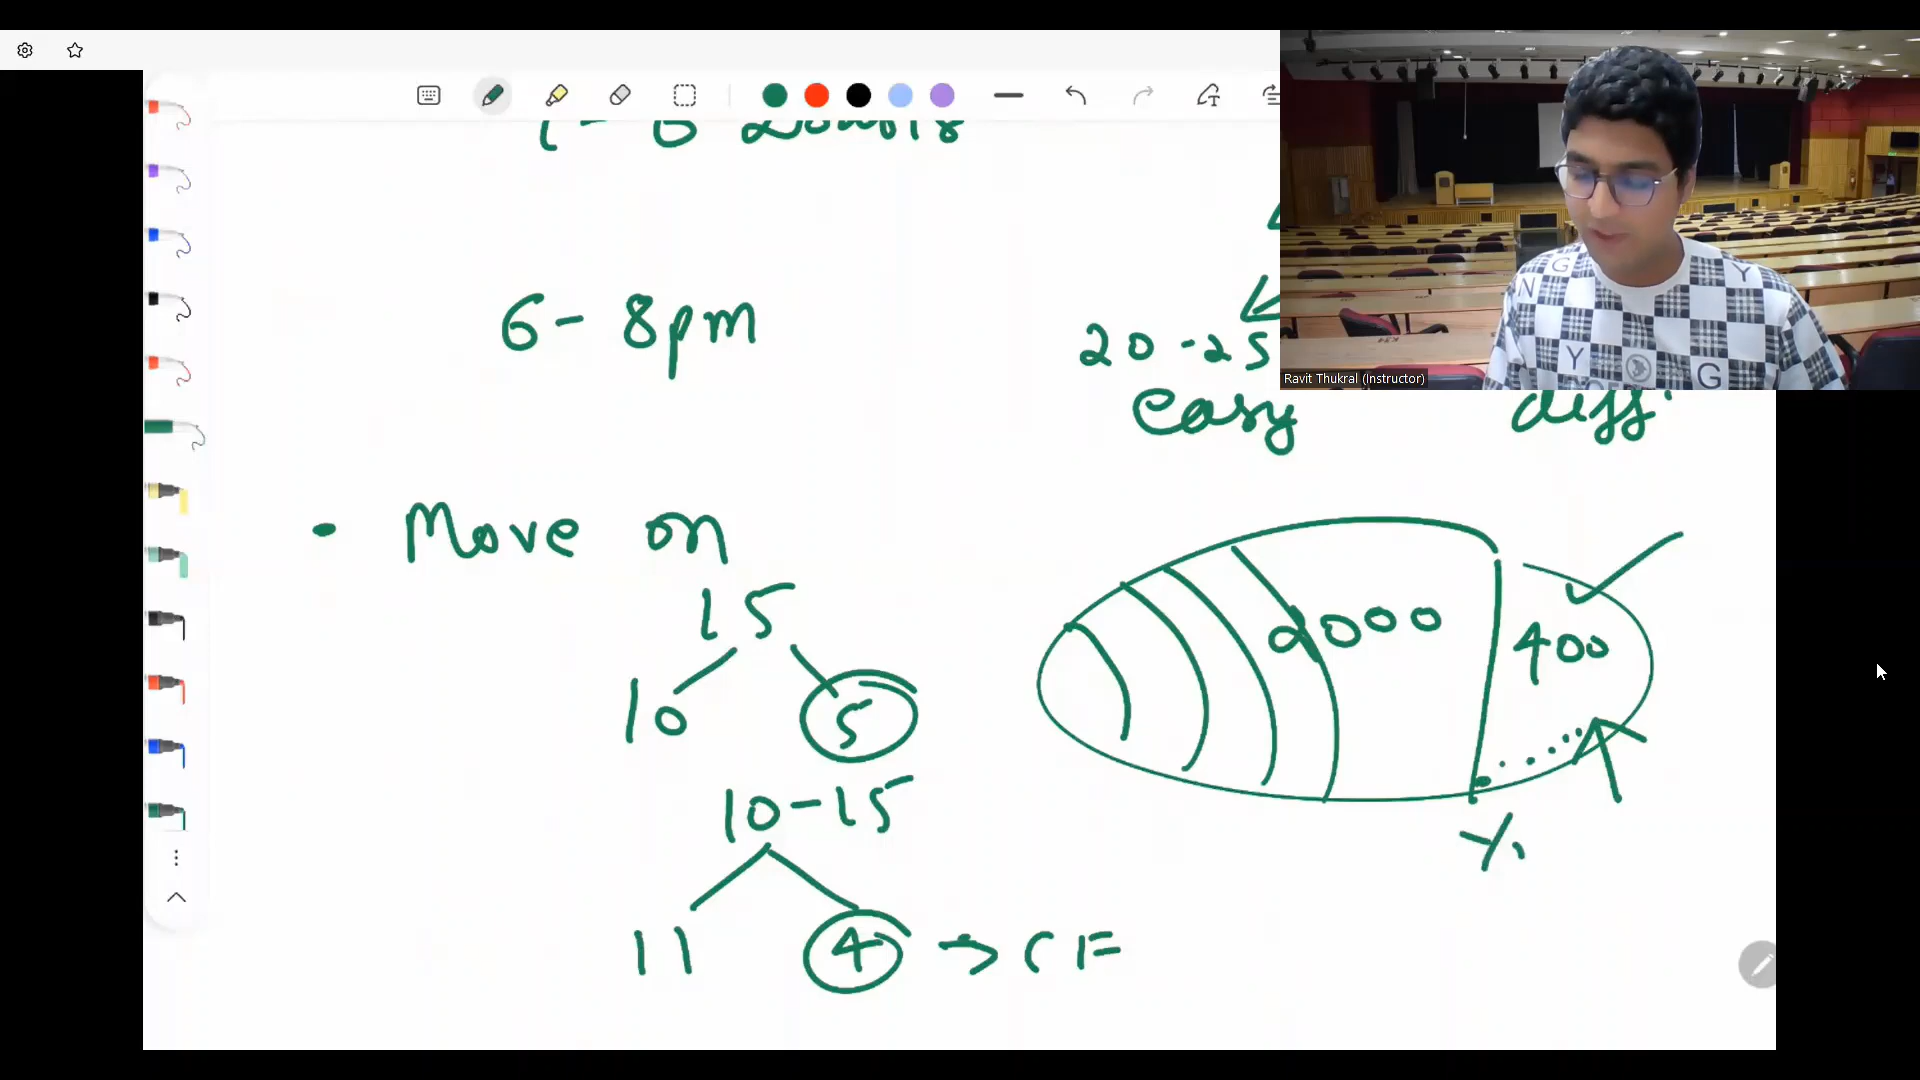 6 - 8pm
20 - 25
easy
diff.
• Move on
15
10 5
10-15
11 4 → CF
2000
400
Ravit Thukral (Instructor)
N
G
Y
Y
G